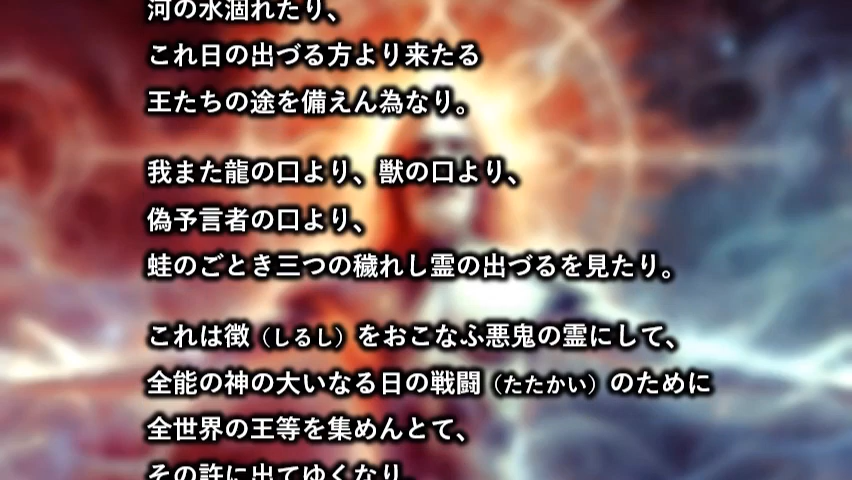 河の水涸れたり、
これ日の出づる方より来たる
王たちの途を備えん為なり。
我また龍の口より、獣の口より、
偽予言者の口より、
蛙のごとき三つの穢れし霊の出づるを見たり。
これは徴（しるし）をおこなふ悪鬼の霊にして、
全能の神の大いなる日の戦闘（たたかい）のために
全世界の王等を集めんとて、
その許に出てゆくなり。